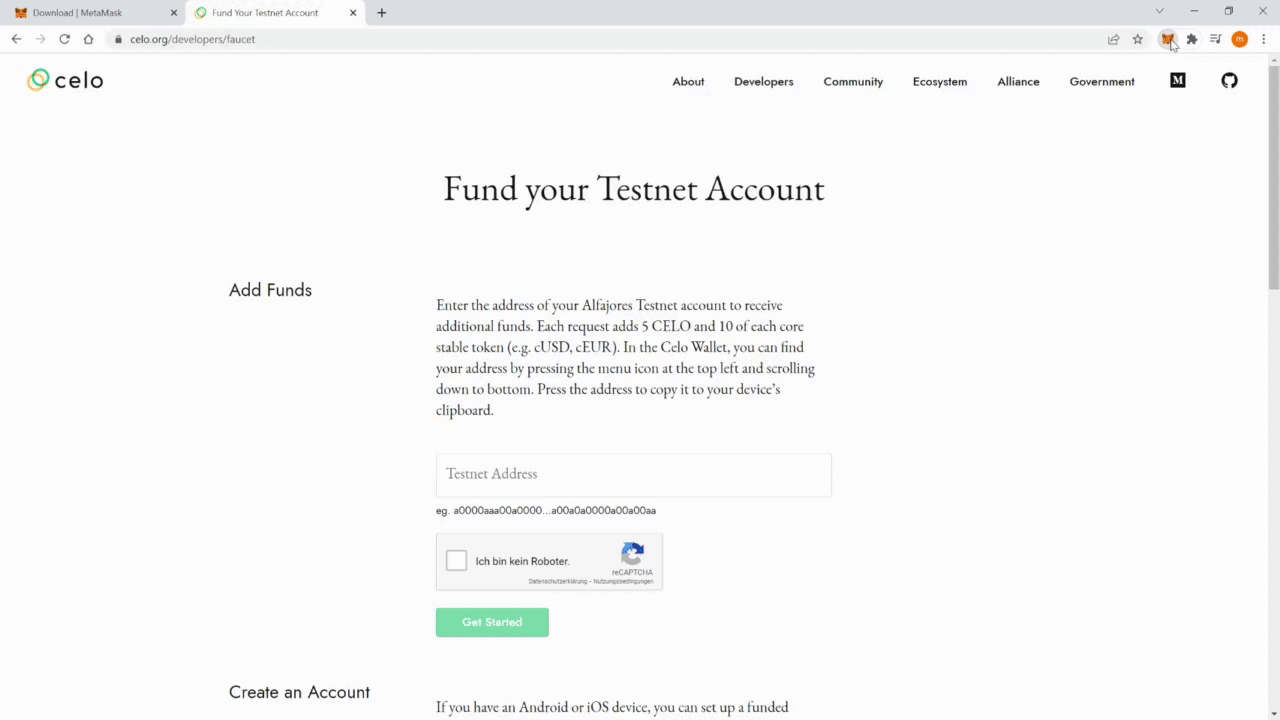 Download | MetaMask
Fund Your Testnet Account
celo.org/developers/faucet
m
celo
About
Developers
Community
Ecosystem
Alliance
Government
M
Fund your Testnet Account
Add Funds
Enter the address of your Alfajores Testnet account to receive
additional funds. Each request adds 5 CELO and 10 of each core
stable token (e.g. cUSD, cEUR). In the Celo Wallet, you can find
your address by pressing the menu icon at the top left and scrolling
down to bottom. Press the address to copy it to your device's
clipboard.
Testnet Address
eg. a0000aaa00a0000...a00a0a0000a00a00aa
Ich bin kein Roboter.
reCAPTCHA
Datenschutzerklärung - Nutzungsbedingungen
Get Started
Create an Account
If you have an Android or iOS device, you can set up a funded